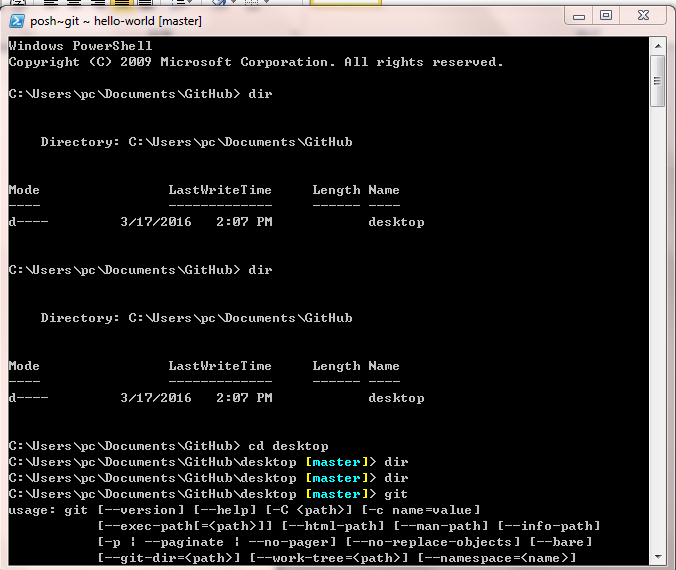 posh~git ~ hello-world [master]
Windows PowerShell
Copyright (C) 2009 Microsoft Corporation. All rights reserved.
C:\Users\pc\Documents\GitHub> dir
Directory: C:\Users\pc\Documents\GitHub
Mode LastWriteTime Length Name
---- ------------- ------ ----
d---- 3/17/2016 2:07 PM desktop
C:\Users\pc\Documents\GitHub> dir
Directory: C:\Users\pc\Documents\GitHub
Mode LastWriteTime Length Name
---- ------------- ------ ----
d---- 3/17/2016 2:07 PM desktop
C:\Users\pc\Documents\GitHub> cd desktop
C:\Users\pc\Documents\GitHub\desktop [master]> dir
C:\Users\pc\Documents\GitHub\desktop [master]> dir
C:\Users\pc\Documents\GitHub\desktop [master]> git
usage: git [--version] [--help] [-C <path>] [-c name=value]
[--exec-path[=<path>]] [--html-path] [--man-path] [--info-path]
[-p ¦ --paginate ¦ --no-pager] [--no-replace-objects] [--bare]
[--git-dir=<path>] [--work-tree=<path>] [--namespace=<name>]